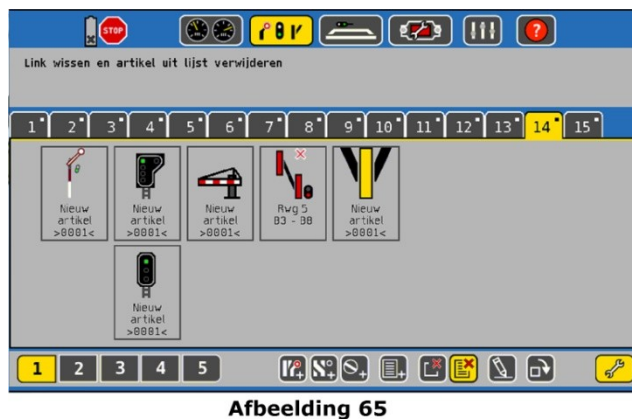 STOP
?
Link wissen en artikel uit lijst verwijderen
1 2 3 4 5 6 7 8 9 10 11 12 13 14 15
Nieuw artikel >0001<
Nieuw artikel >0001<
Nieuw artikel >0001<
Rwg 5 03 - 08
Nieuw artikel >0001<
Nieuw artikel >0001<
1 2 3 4 5
Afbeelding 65